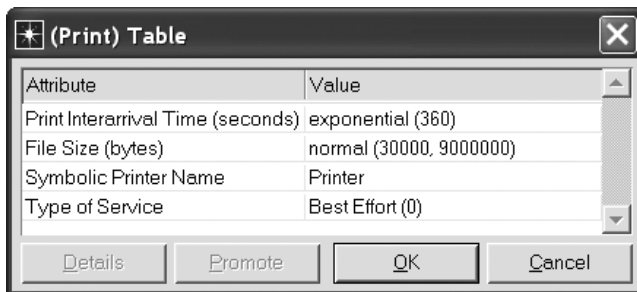 (Print) Table
Attribute Value
Print Interarrival Time (seconds) exponential (360)
File Size (bytes) normal (30000, 9000000)
Symbolic Printer Name Printer
Type of Service Best Effort (0)
Details Promote OK Cancel